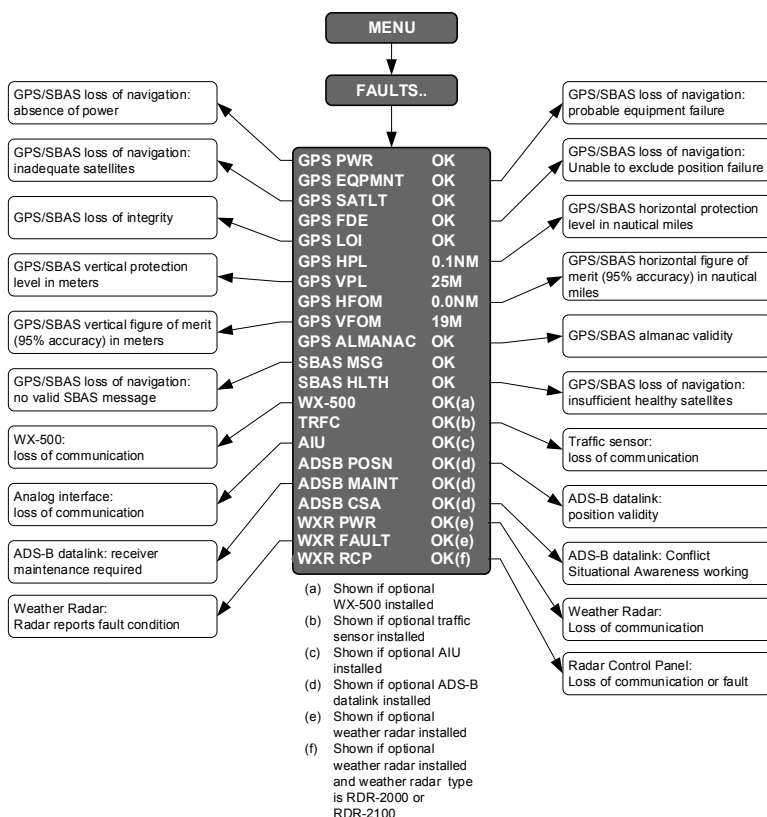 MENU
FAULTS..
GPS/SBAS loss of navigation:
absence of power
GPS/SBAS loss of navigation:
inadequate satellites
GPS/SBAS loss of integrity
GPS/SBAS vertical protection
level in meters
GPS/SBAS vertical figure of merit
(95% accuracy) in meters
GPS/SBAS loss of navigation:
no valid SBAS message
WX-500:
loss of communication
Analog interface:
loss of communication
ADS-B datalink: receiver
maintenance required
Weather Radar:
Radar reports fault condition
GPS PWR OK
GPS EQPMNT OK
GPS SATLT OK
GPS FDE OK
GPS LOI OK
GPS HPL 0.1NM
GPS VPL 25M
GPS HFOM 0.0NM
GPS VFOM 19M
GPS ALMANAC OK
SBAS MSG OK
SBAS HLTH OK
WX-500 OK(a)
TRFC OK(b)
AIU OK(c)
ADSB POSN OK(d)
ADSB MAINT OK(d)
ADSB CSA OK(d)
WXR PWR OK(e)
WXR FAULT OK(e)
WXR RCP OK(f)
(a) Shown if optional
WX-500 installed
(b) Shown if optional traffic
sensor installed
(c) Shown if optional AIU
installed
(d) Shown if optional ADS-B
datalink installed
(e) Shown if optional
weather radar installed
(f) Shown if optional
weather radar installed
and weather radar type
is RDR-2000 or
RDR-2100
GPS/SBAS loss of navigation:
probable equipment failure
GPS/SBAS loss of navigation:
Unable to exclude position failure
GPS/SBAS horizontal protection
level in nautical miles
GPS/SBAS horizontal figure of
merit (95% accuracy) in nautical
miles
GPS/SBAS almanac validity
GPS/SBAS loss of navigation:
insufficient healthy satellites
Traffic sensor:
loss of communication
ADS-B datalink:
position validity
ADS-B datalink: Conflict
Situational Awareness working
Weather Radar:
Loss of communication
Radar Control Panel:
Loss of communication or fault